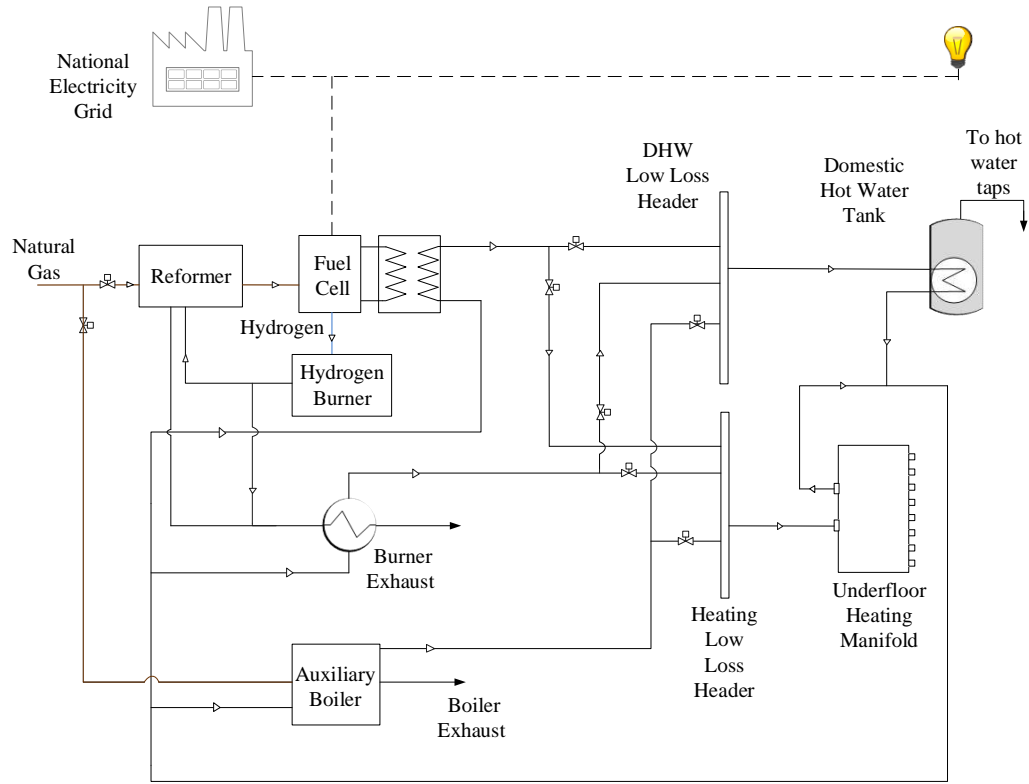 National
Electricity
Grid
To hot
water
taps
DHW
Low Loss
Header
Domestic
Hot Water
Tank
Natural
Gas
Reformer
Fuel
Cell
Hydrogen
Hydrogen
Burner
Burner
Exhaust
Underfloor
Heating
Manifold
Heating
Low
Loss
Header
Auxiliary
Boiler
Boiler
Exhaust